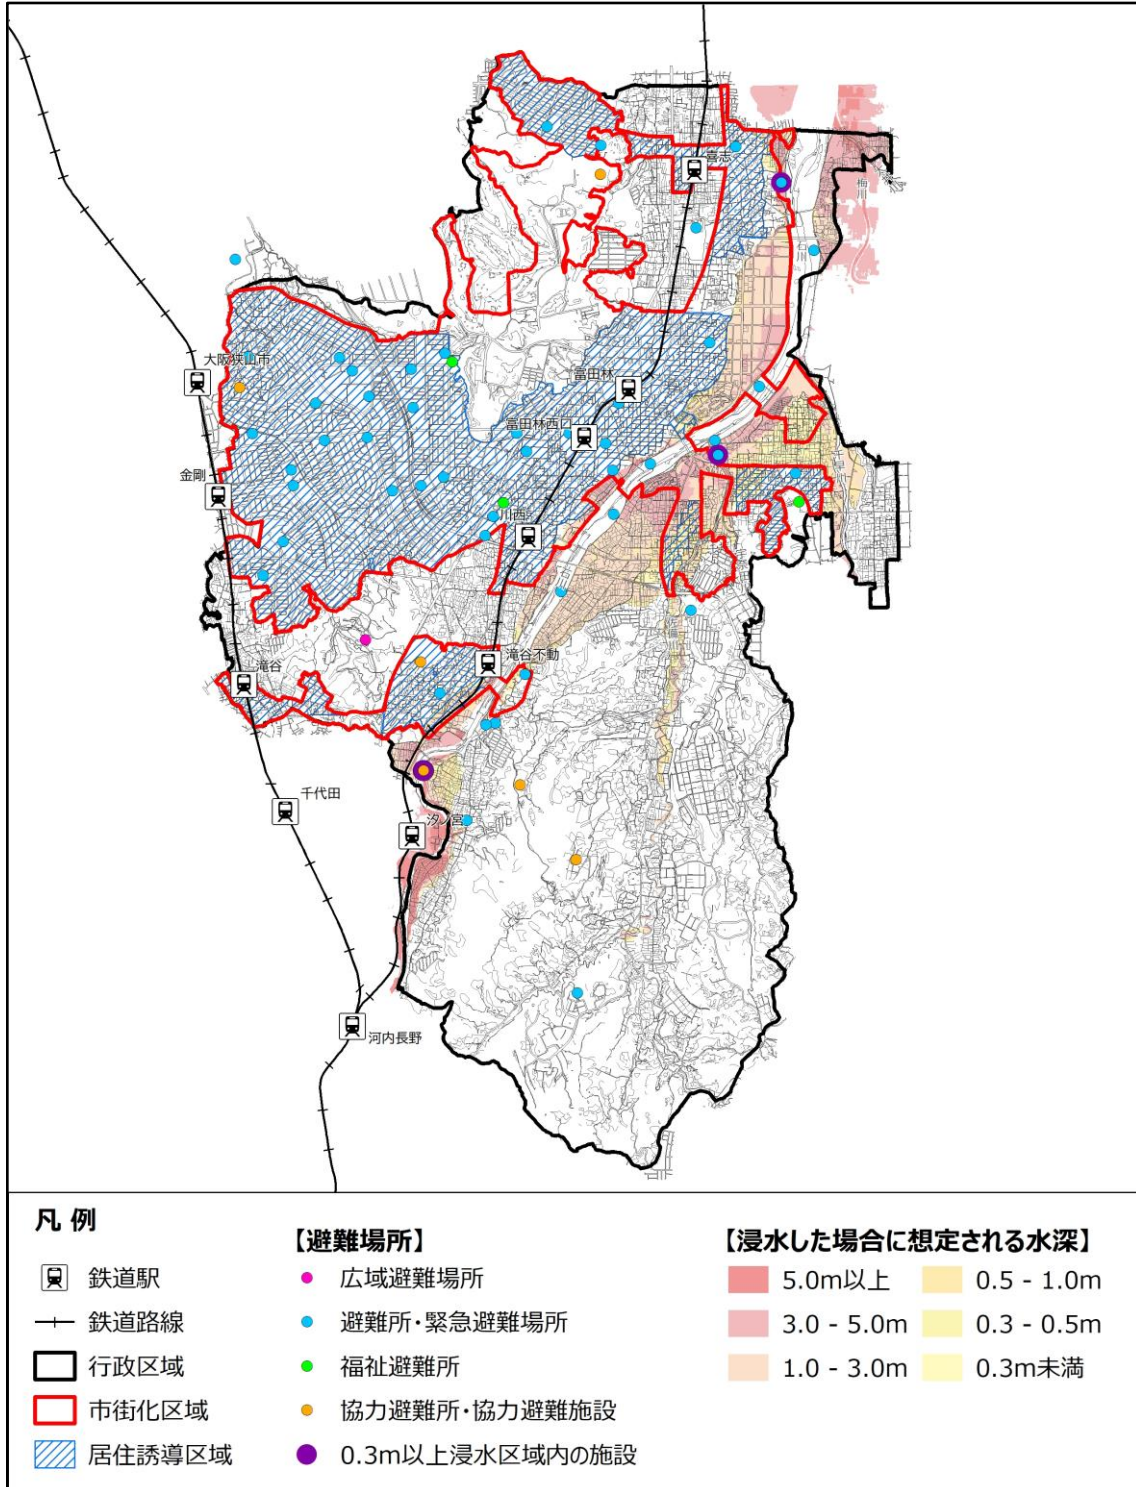 喜志
梅川
石川
大阪狭山市
富田林
富田林西口
金剛
川西
滝谷不動
滝谷
千代田
汐ノ宮
河内長野
凡 例
鉄道駅
鉄道路線
行政区域
市街化区域
居住誘導区域
【避難場所】
広域避難場所
避難所・緊急避難場所
福祉避難所
協力避難所・協力避難施設
0.3m以上浸水区域内の施設
【浸水した場合に想定される水深】
5.0m以上
3.0 - 5.0m
1.0 - 3.0m
0.5 - 1.0m
0.3 - 0.5m
0.3m未満